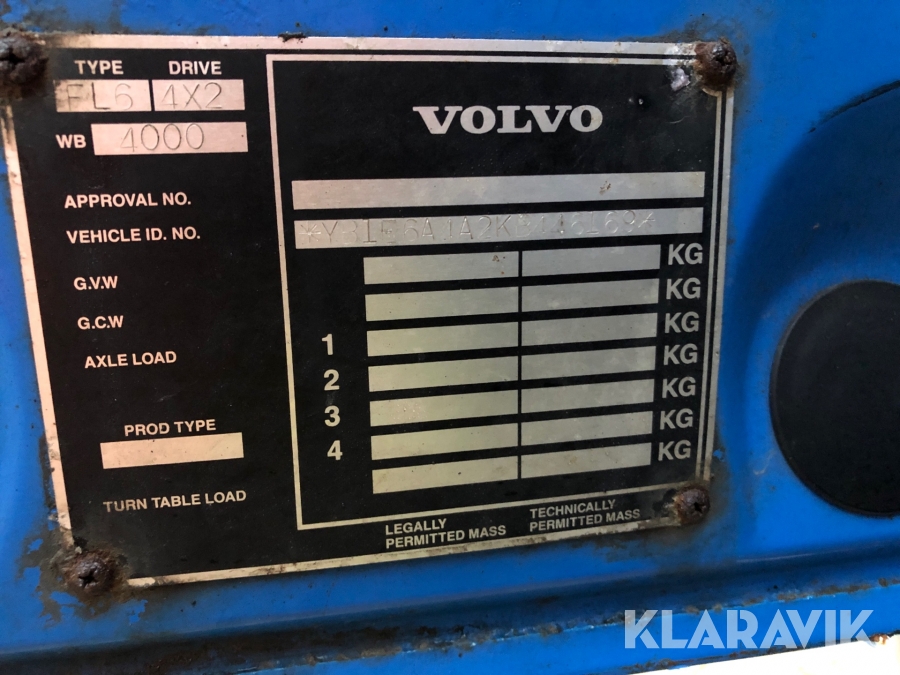 TYPE DRIVE
FL6 4X2
WB 4000
VOLVO
APPROVAL NO.
VEHICLE ID. NO.
G.V.W KG
G.C.W KG
AXLE LOAD
1 KG
2 KG
3 KG
4 KG
PROD TYPE
KG
TURN TABLE LOAD
LEGALLY PERMITTED MASS
TECHNICALLY PERMITTED MASS
KLARAVIK